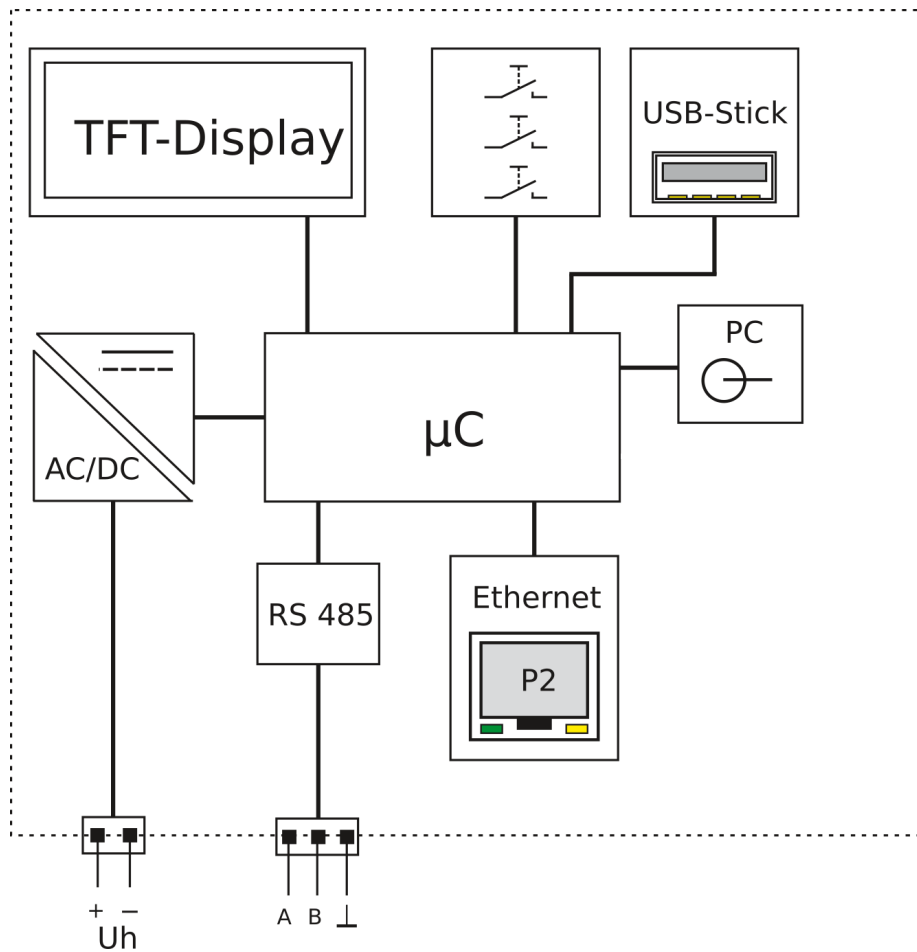 TFT-Display
USB-Stick
PC
µC
AC/DC
RS 485
Ethernet
P2
+ −
Uh
A B ⊥